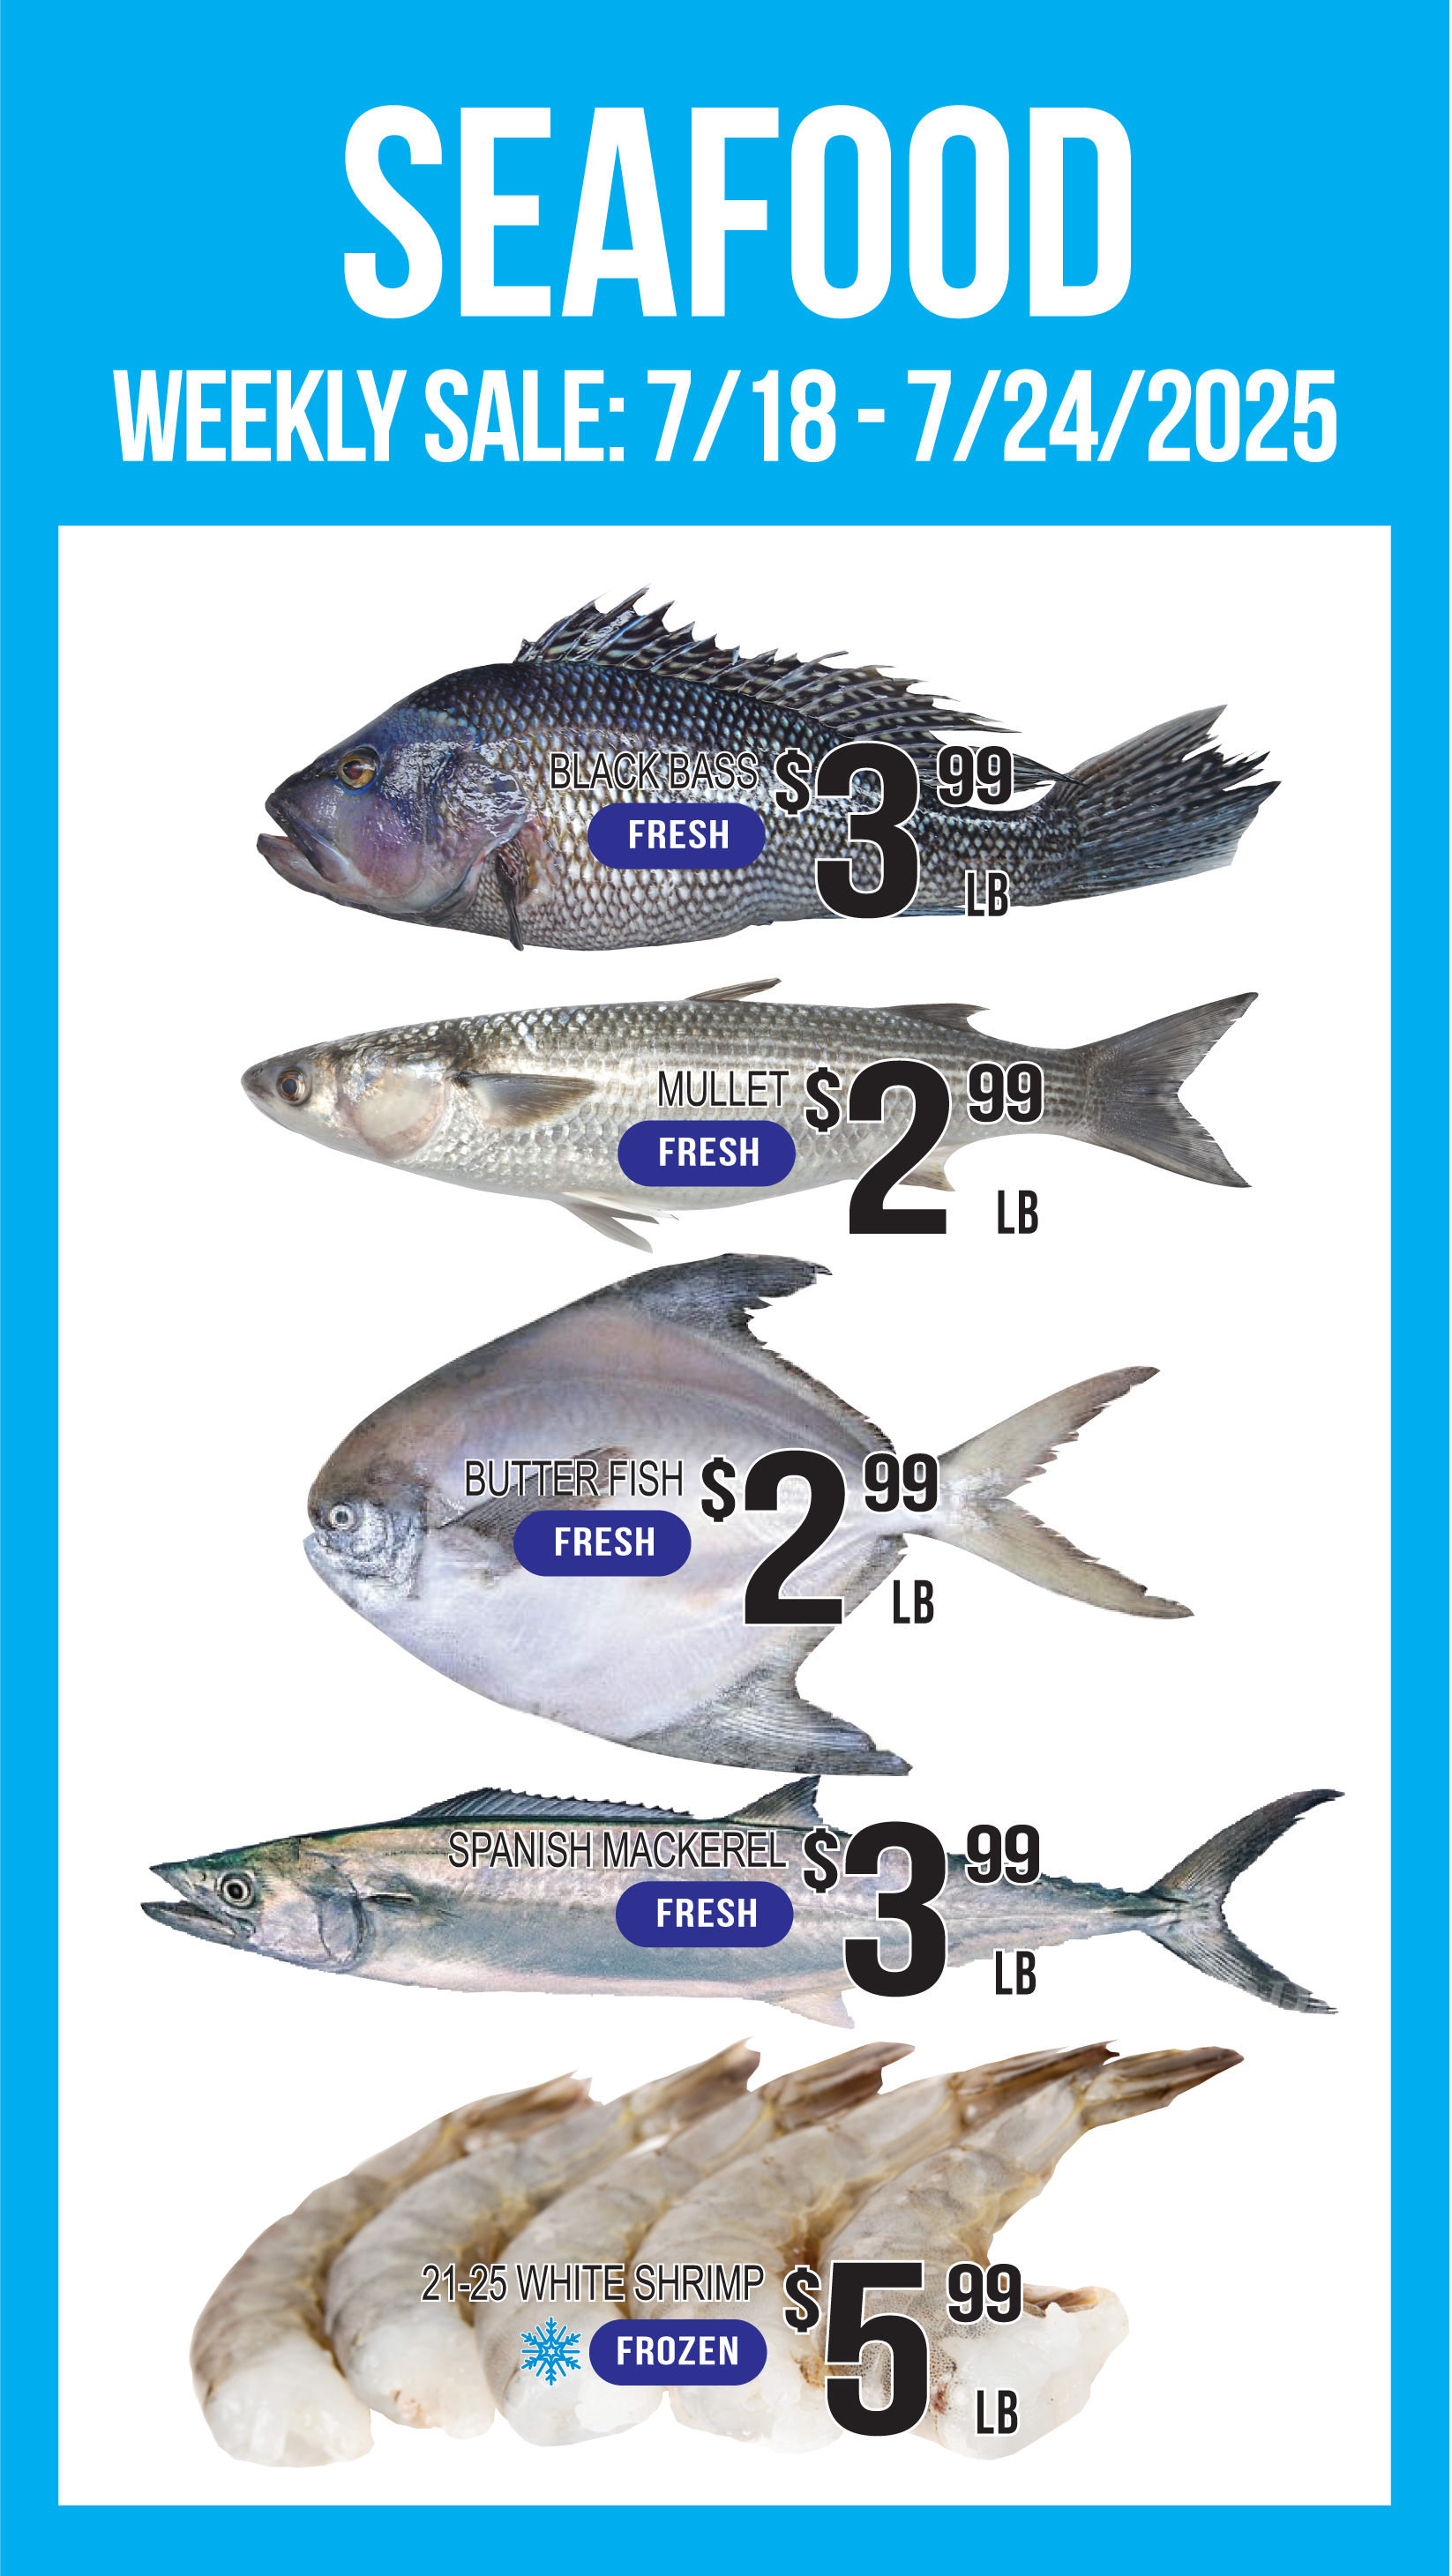 SEAFOOD
WEEKLY SALE: 7/18 - 7/24/2025
BLACK BASS $3 99
FRESH
LB
MULLET $2 99
FRESH
LB
BUTTER FISH $2 99
FRESH
LB
SPANISH MACKEREL $3 99
FRESH
LB
21-25 WHITE SHRIMP $5 99
FROZEN
LB